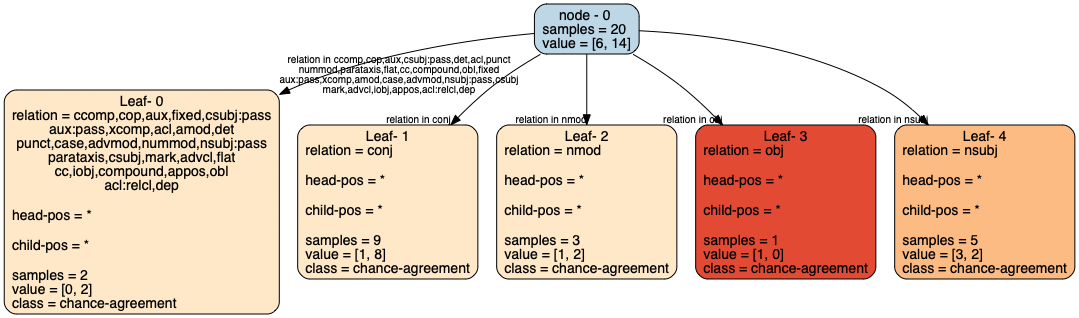 node - 0
samples = 20
value = [6, 14]
relation in ccomp,cop,aux,csubj:pass,det,acl,punct
nummod,parataxis,flat,cc,compound,obl,fixed
aux:pass,xcomp,amod,case,advmod,nsubj:pass,csubj
mark,advcl,iobj,appos,acl:relcl,dep
relation in conj
relation in nmod
relation in obj
relation in nsubj
Leaf- 0
relation = ccomp,cop,aux,fixed,csubj:pass
aux:pass,xcomp,acl,amod,det
punct,case,advmod,nummod,nsubj:pass
parataxis,csubj,mark,advcl,flat
cc,iobj,compound,appos,obl
acl:relcl,dep
head-pos = *
child-pos = *
samples = 2
value = [0, 2]
class = chance-agreement
Leaf- 1
relation = conj
head-pos = *
child-pos = *
samples = 9
value = [1, 8]
class = chance-agreement
Leaf- 2
relation = nmod
head-pos = *
child-pos = *
samples = 3
value = [1, 2]
class = chance-agreement
Leaf- 3
relation = obj
head-pos = *
child-pos = *
samples = 1
value = [1, 0]
class = chance-agreement
Leaf- 4
relation = nsubj
head-pos = *
child-pos = *
samples = 5
value = [3, 2]
class = chance-agreement